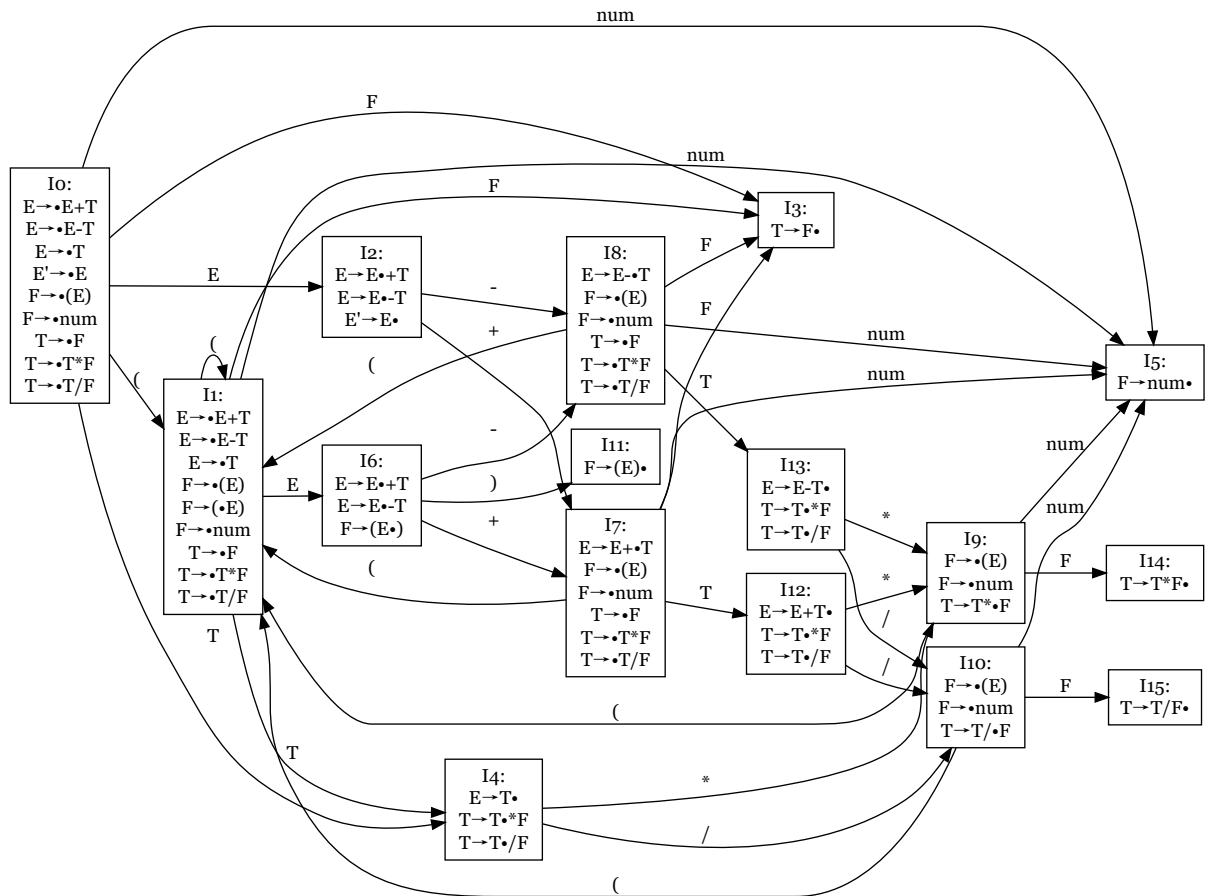 num
F
num
F
I0:
E→•E+T
E→•E-T
E→•T
E'→•E
F→•(E)
F→•num
T→•F
T→•T*F
T→•T/F
E
(
(
I1:
E→•E+T
E→•E-T
E→•T
F→•(E)
F→(•E)
F→•num
T→•F
T→•T*F
T→•T/F
E
T
T
I2:
E→E•+T
E→E•-T
E'→E•
-
+
(
I6:
E→E•+T
E→E•-T
F→(E•)
-
)
+
(
I8:
E→E-•T
F→•(E)
F→•num
T→•F
T→•T*F
T→•T/F
F
F
num
num
T
I11:
F→(E)•
I7:
E→E+•T
F→•(E)
F→•num
T→•F
T→•T*F
T→•T/F
T
I3:
T→F•
I13:
E→E-T•
T→T•*F
T→T•/F
*
*
I12:
E→E+T•
T→T•*F
T→T•/F
/
/
I5:
F→num•
num
num
I9:
F→•(E)
F→•num
T→T*•F
F
I14:
T→T*F•
I10:
F→•(E)
F→•num
T→T/•F
F
I15:
T→T/F•
(
I4:
E→T•
T→T•*F
T→T•/F
*
/
(